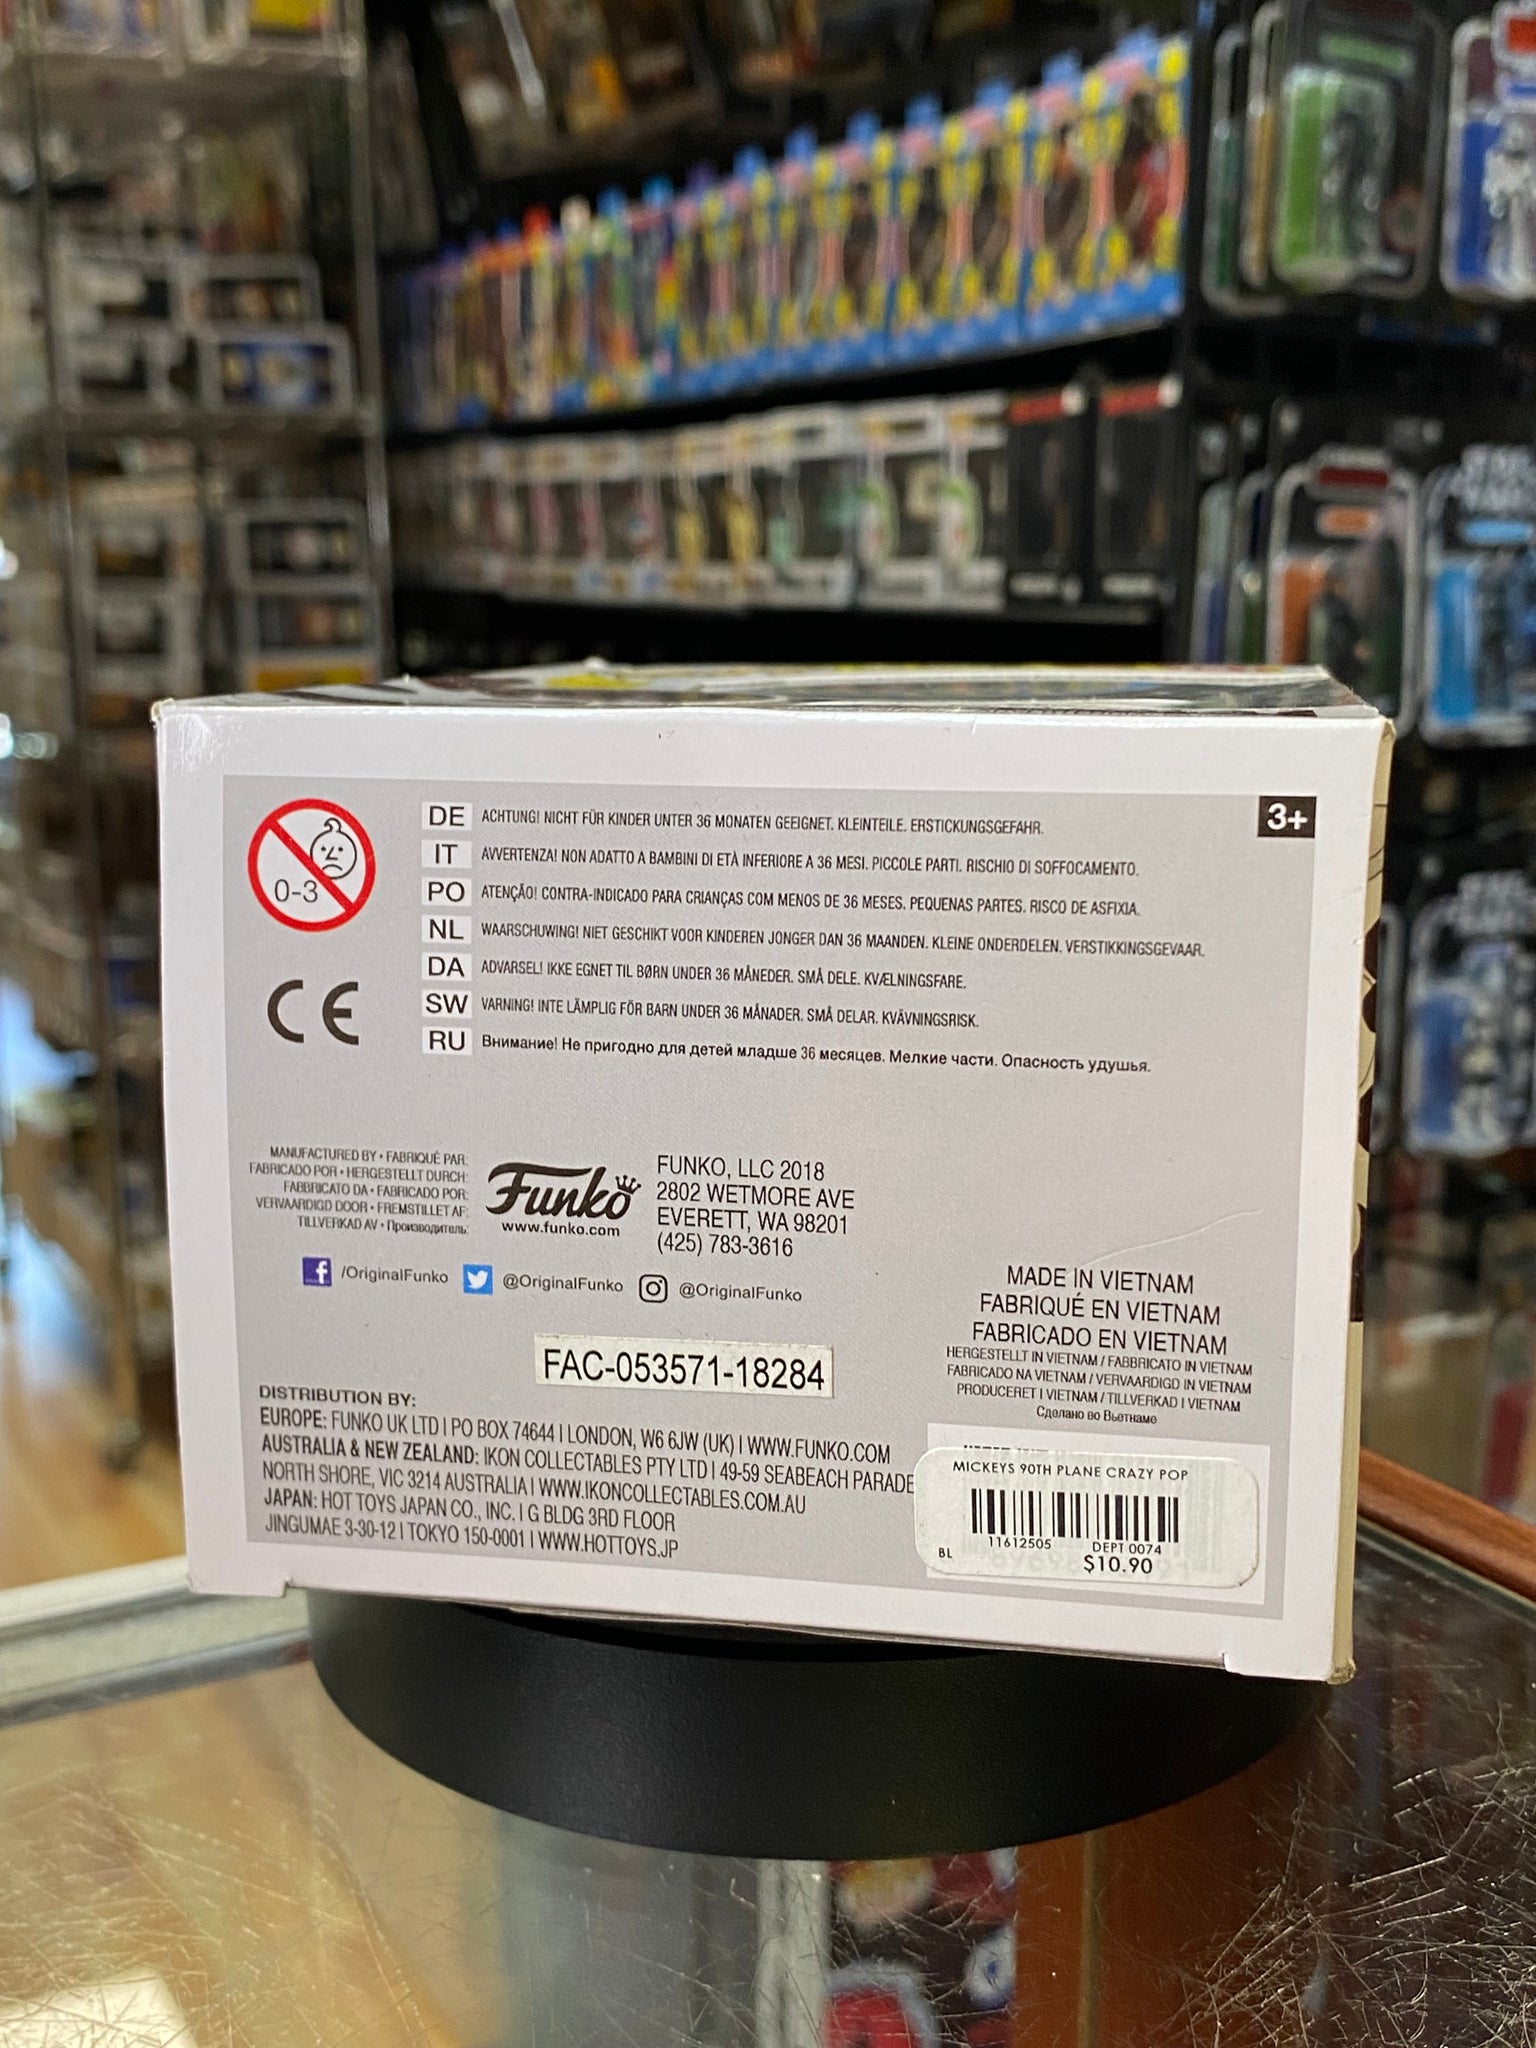 0-3
3+
DE ACHTUNG! NICHT FÜR KINDER UNTER 36 MONATEN GEEIGNET. KLEINTEILE. ERSTICKUNGSGEFAHR.
IT AVVERTENZA! NON ADATTO A BAMBINI DI ETÀ INFERIORE A 36 MESI. PICCOLE PARTI. RISCHIO DI SOFFOCAMENTO.
PO ATENÇÃO! CONTRA-INDICADO PARA CRIANÇAS COM MENOS DE 36 MESES. PEQUENAS PARTES. RISCO DE ASFIXIA.
NL WAARSCHUWING! NIET GESCHIKT VOOR KINDEREN JONGER DAN 36 MAANDEN. KLEINE ONDERDELEN. VERSTIKKINGSGEVAAR.
DA ADVARSEL! IKKE EGNET TIL BØRN UNDER 36 MÅNEDER. SMÅ DELE. KVÆLNINGSFARE.
SW VARNING! INTE LÄMPLIG FÖR BARN UNDER 36 MÅNADER. SMÅ DELAR. KVÄVNINGSRISK.
RU Внимание! Не пригодно для детей младше 36 месяцев. Мелкие части. Опасность удушья.
CE
MANUFACTURED BY • FABRIQUÉ PAR:
FABRICADO POR • HERGESTELLT DURCH:
FABBRICATO DA • FABRICADO POR:
VERVAARDIGD DOOR • FREMSTILLET AF:
TILLVERKAD AV • Производитель:
Funko
www.funko.com
FUNKO, LLC 2018
2802 WETMORE AVE
EVERETT, WA 98201
(425) 783-3616
/OriginalFunko @OriginalFunko @OriginalFunko
MADE IN VIETNAM
FABRIQUÉ EN VIETNAM
FABRICADO EN VIETNAM
HERGESTELLT IN VIETNAM / FABBRICATO IN VIETNAM
FABRICADO NA VIETNAM / VERVAARDIGD IN VIETNAM
PRODUCERET I VIETNAM / TILLVERKAD I VIETNAM
Сделано во Вьетнаме
FAC-053571-18284
DISTRIBUTION BY:
EUROPE: FUNKO UK LTD | PO BOX 74644 | LONDON, W6 6JW (UK) | WWW.FUNKO.COM
AUSTRALIA & NEW ZEALAND: IKON COLLECTABLES PTY LTD | 49-59 SEABEACH PARADE
NORTH SHORE, VIC 3214 AUSTRALIA | WWW.IKONCOLLECTABLES.COM.AU
JAPAN: HOT TOYS JAPAN CO., INC. | G BLDG 3RD FLOOR
JINGUMAE 3-30-12 | TOKYO 150-0001 | WWW.HOTTOYS.JP
MICKEYS 90TH PLANE CRAZY POP
11612505 DEPT 0074
BL $10.90